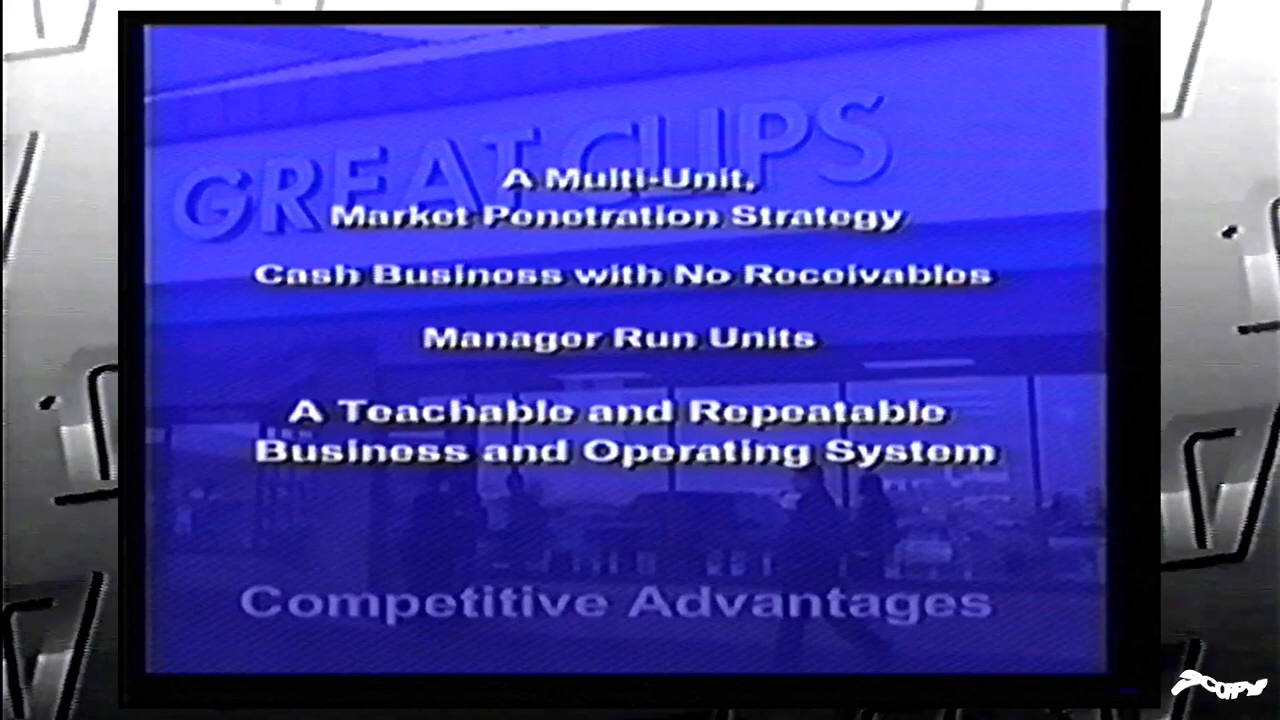 GREAT CLIPS
A Multi-Unit,
Market Penetration Strategy
Cash Business with No Receivables
Manager Run Units
A Teachable and Repeatable
Business and Operating System
Competitive Advantages